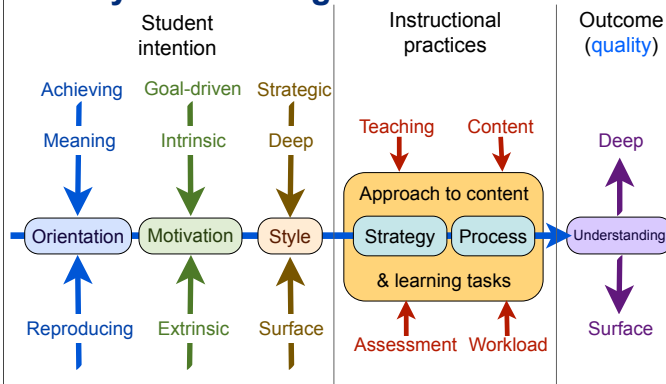 Student
intention
Instructional
practices
Outcome
(quality)
Achieving
Goal-driven
Strategic
Meaning
Intrinsic
Deep
Teaching
Content
Deep
Approach to content
Orientation
Motivation
Style
Strategy
Process
Understanding
& learning tasks
Reproducing
Extrinsic
Surface
Assessment
Workload
Surface